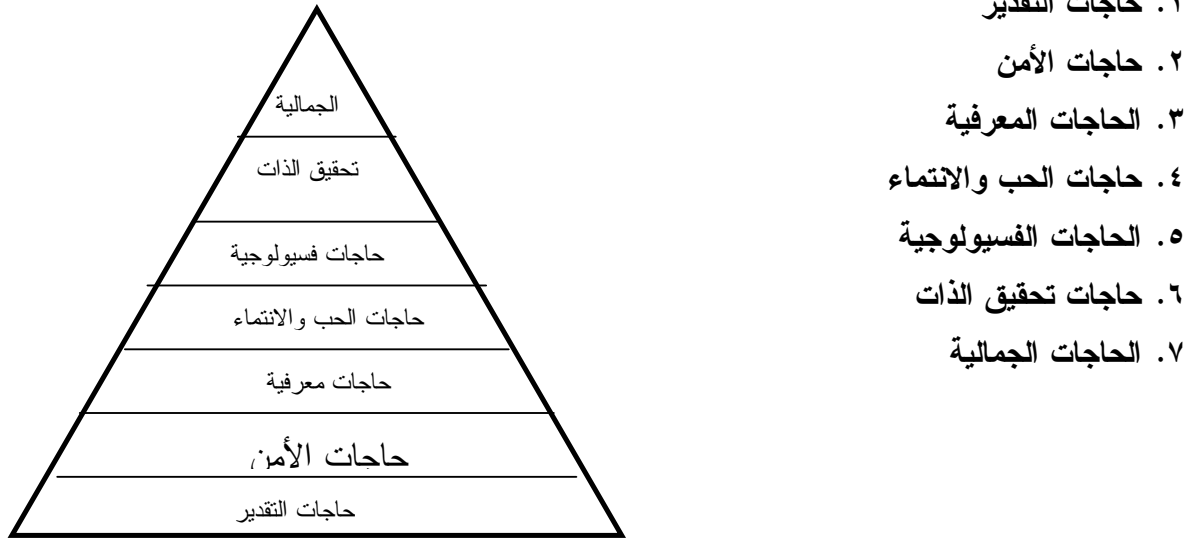 ١. حاجات التقدير
٢. حاجات الأمن
٣. الحاجات المعرفية
٤. حاجات الحب والانتماء
٥. الحاجات الفسيولوجية
٦. حاجات تحقيق الذات
٧. الحاجات الجمالية
الجمالية
تحقيق الذات
حاجات فسيولوجية
حاجات الحب والانتماء
حاجات معرفية
حاجات الأمن
حاجات التقدير